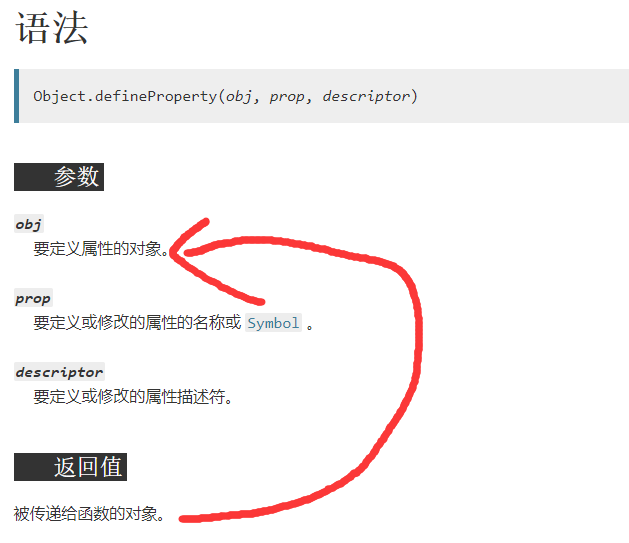 语法
Object.defineProperty(obj, prop, descriptor)
参数
obj
要定义属性的对象。
prop
要定义或修改的属性的名称或 Symbol 。
descriptor
要定义或修改的属性描述符。
返回值
被传递给函数的对象。